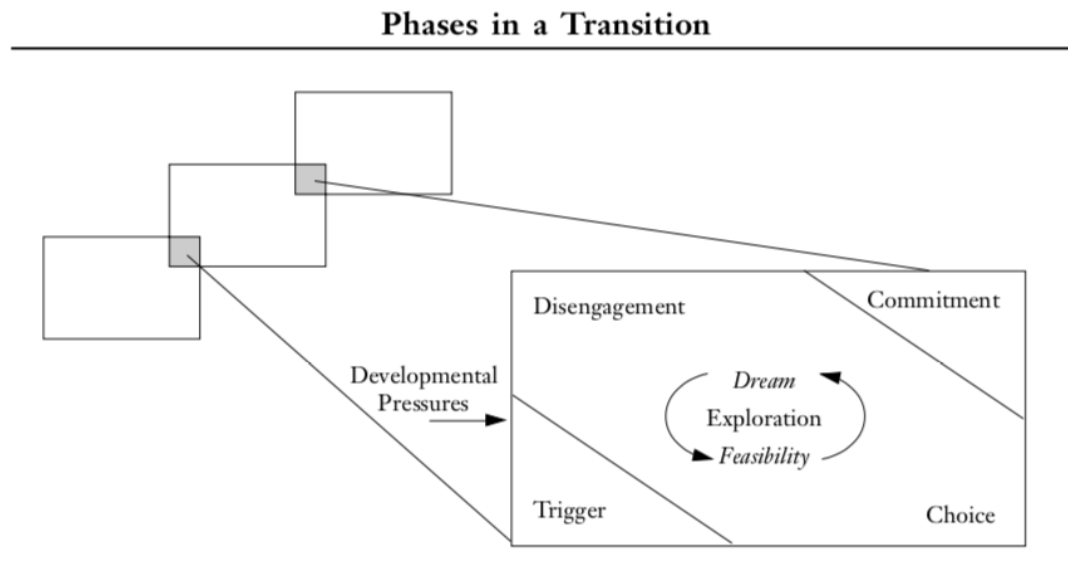 Phases in a Transition
Disengagement
Commitment
Developmental
Pressures
Dream
Exploration
Feasibility
Trigger
Choice